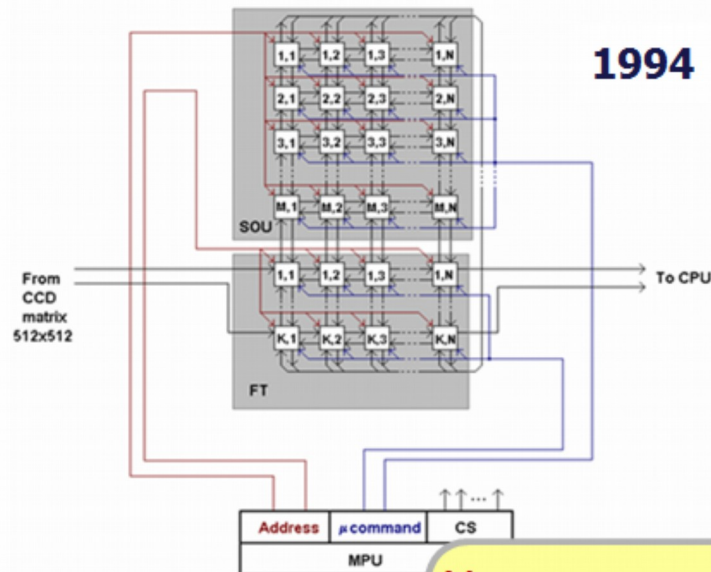 1994
1,1 1,2 1,3 1,N
2,1 2,2 2,3 2,N
3,1 3,2 3,3 3,N
M,1 M,2 M,3 M,N
SOU
1,1 1,2 1,3 1,N
From
CCD
matrix
512x512
To CPU
K,1 K,2 K,3 K,N
FT
...
Address μcommand CS
MPU